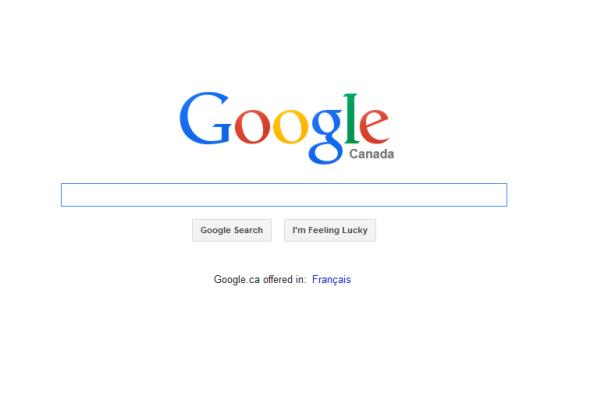 Google
Canada
Google Search
I'm Feeling Lucky
Google.ca offered in: Français